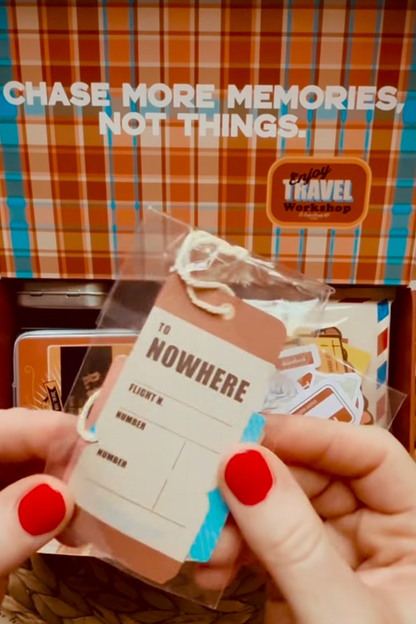 CHASE MORE MEMORIES,
NOT THINGS.
Enjoy
TRAVEL
Workshop
TO
NOWHERE
FLIGHT N.
NUMBER
NUMBER